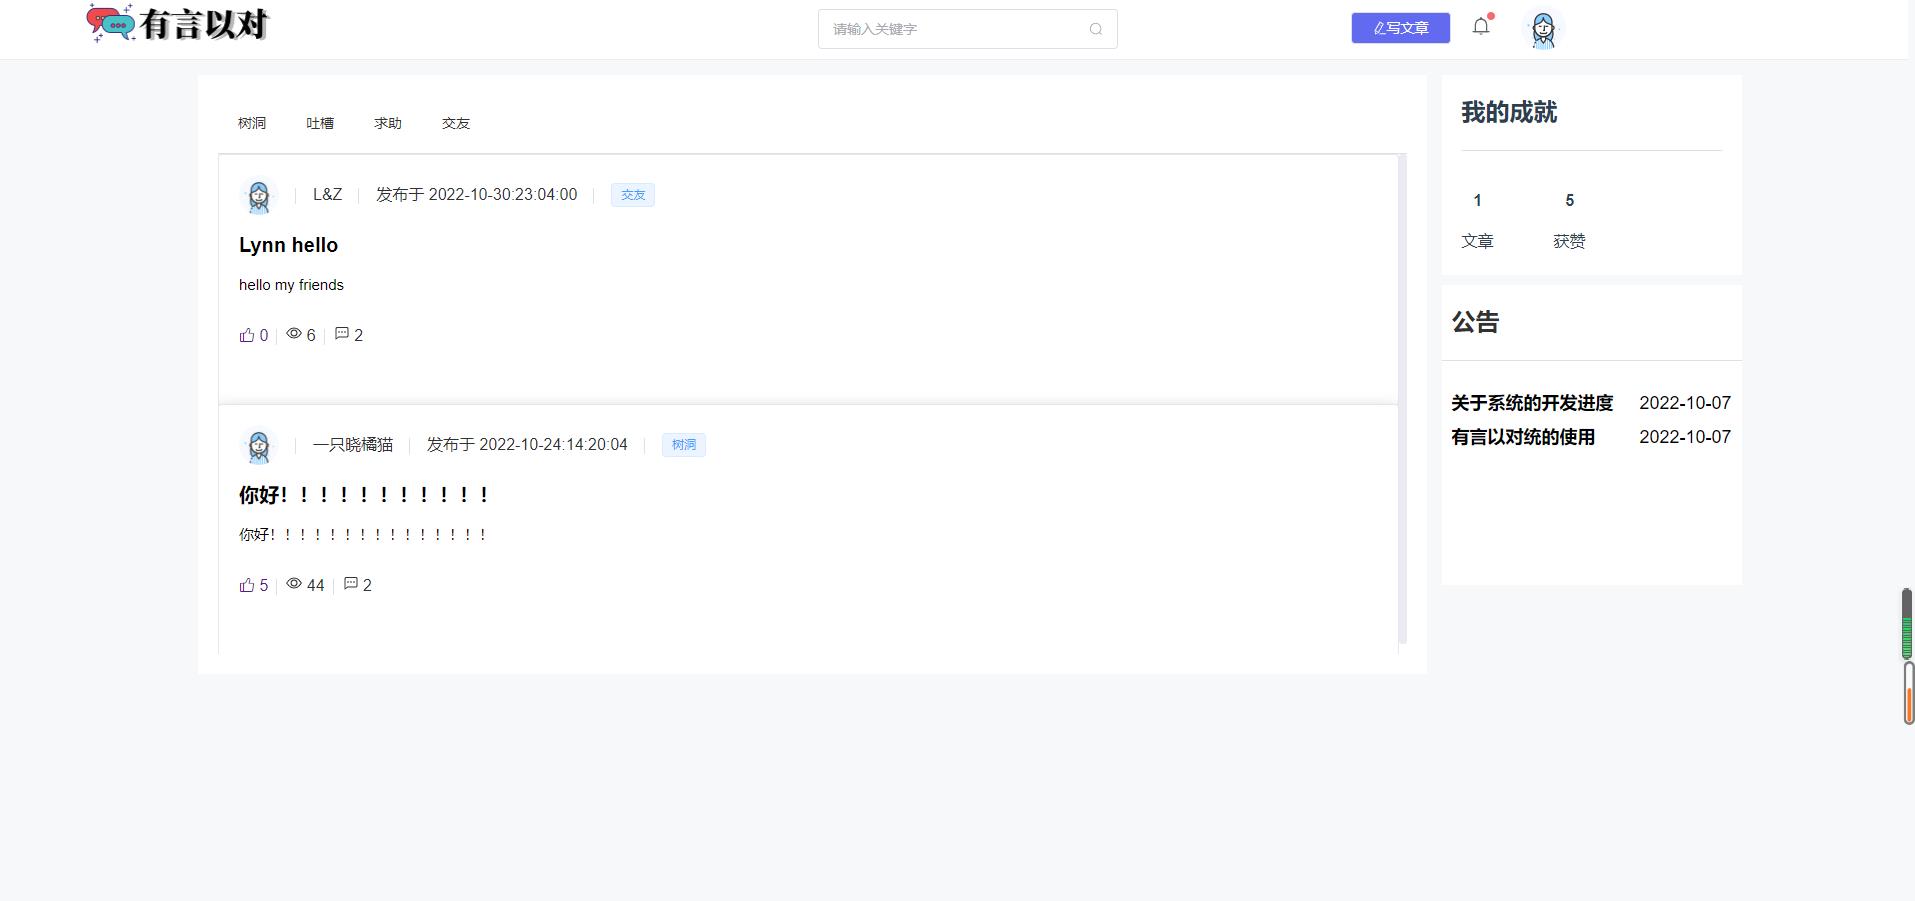 有言以对
请输入关键字
写文章
树洞 吐槽 求助 交友
L&Z 发布于 2022-10-30:23:04:00 交友
Lynn hello
hello my friends
0 6 2
一只晓橘猫 发布于 2022-10-24:14:20:04 树洞
你好！！！！！！！！！！！
你好！！！！！！！！！！！！！！！
5 44 2
我的成就
1 5
文章 获赞
公告
关于系统的开发进度 2022-10-07
有言以对统的使用 2022-10-07